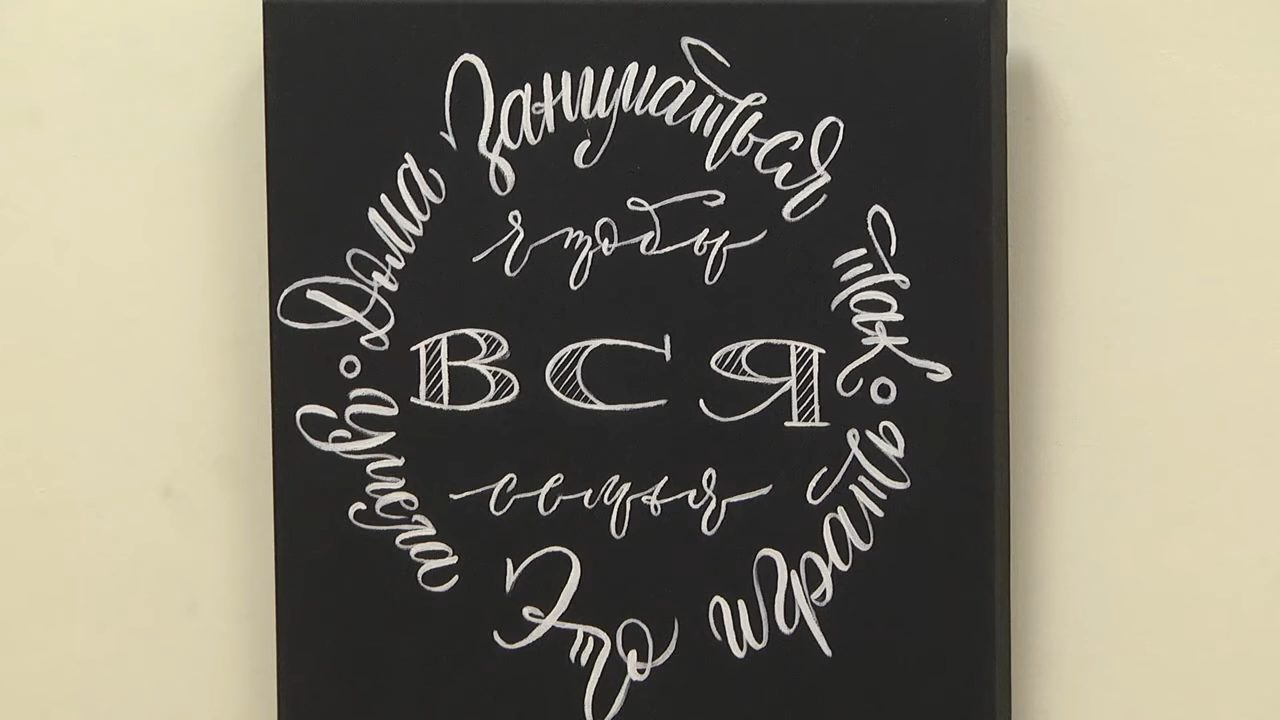 Дома Заниматься так
чтобы
ВСЯ
семья
умела играть
Это